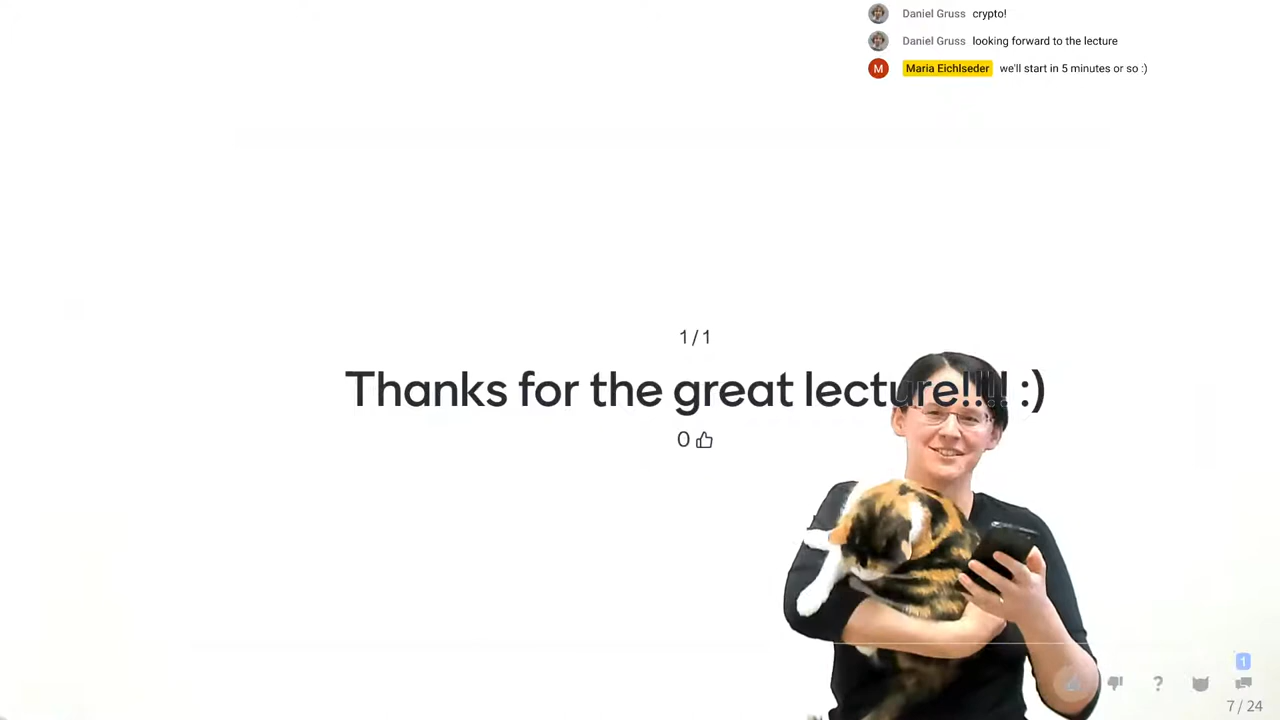 Daniel Gruss crypto!
Daniel Gruss looking forward to the lecture
M Maria Eichlseder we'll start in 5 minutes or so :)
1 / 1
Thanks for the great lecture!!!! :)
0
1
?
7 / 24